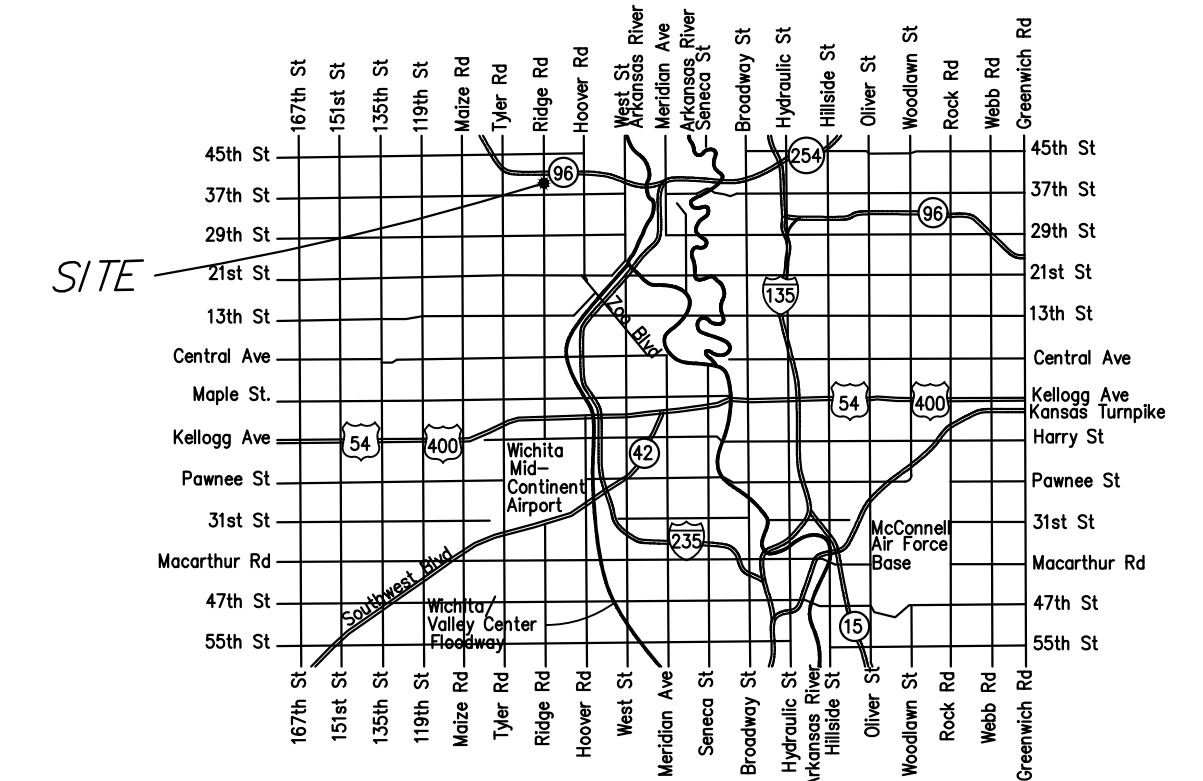 167th St
151st St
135th St
119th St
Maize Rd
Tyler Rd
Ridge Rd
Hoover Rd
West St
Arkansas River
Meridian Ave
Arkansas River
Seneca St
Broadway St
Hydraulic St
Hillside St
Oliver St
Woodlawn St
Rock Rd
Webb Rd
Greenwich Rd
45th St
37th St
29th St
21st St
13th St
Central Ave
Maple St.
Kellogg Ave
Pawnee St
31st St
Macarthur Rd
47th St
55th St
SITE
96
254
96
135
Zoo Blvd
54
400
54
400
42
Wichita
Mid-
Continent
Airport
235
McConnell
Air Force
Base
Southwest Blvd
Wichita/
Valley Center
Floodway
15
45th St
37th St
29th St
21st St
13th St
Central Ave
Kellogg Ave
Kansas Turnpike
Harry St
Pawnee St
31st St
Macarthur Rd
47th St
55th St
167th St
151st St
135th St
119th St
Maize Rd
Tyler Rd
Ridge Rd
Hoover Rd
West St
Meridian Ave
Seneca St
Broadway St
Hydraulic St
Arkansas River
Hillside St
Oliver St
Woodlawn St
Rock Rd
Webb Rd
Greenwich Rd